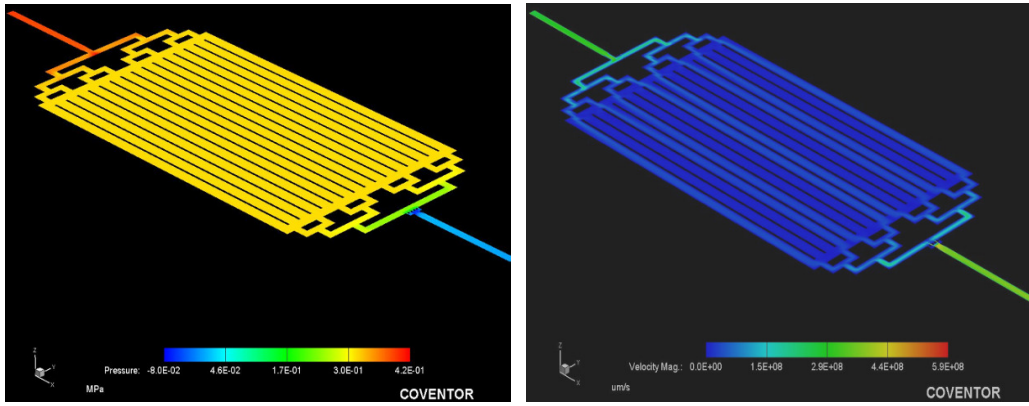 Z
Y
X
Pressure: -8.0E-02 4.6E-02 1.7E-01 3.0E-01 4.2E-01
MPa
COVENTOR
Z
Y
X
Velocity Mag.: 0.0E+00 1.5E+08 2.9E+08 4.4E+08 5.9E+08
um/s
COVENTOR